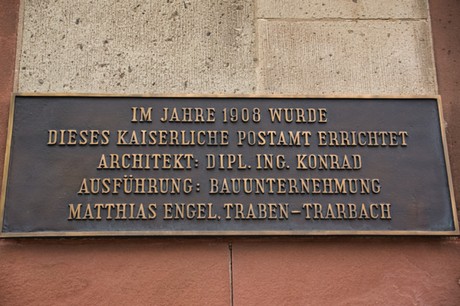 IM JAHRE 1908 WURDE
DIESES KAISERLICHE POSTAMT ERRICHTET
ARCHITEKT: DIPL. ING. KONRAD
AUSFÜHRUNG: BAUUNTERNEHMUNG
MATTHIAS ENGEL, TRABEN-TRARBACH